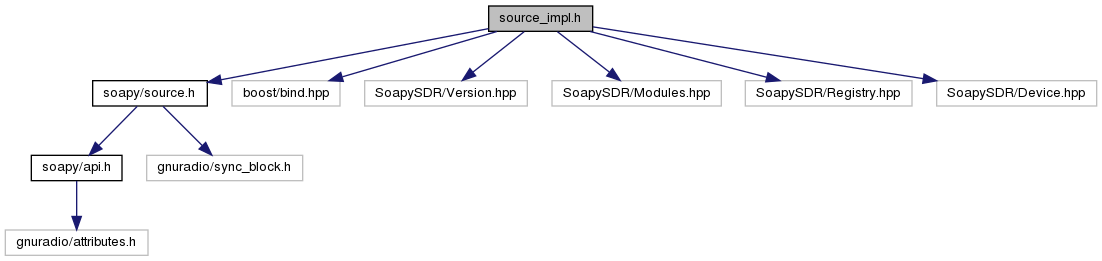 source_impl.h
soapy/source.h
boost/bind.hpp
SoapySDR/Version.hpp
SoapySDR/Modules.hpp
SoapySDR/Registry.hpp
SoapySDR/Device.hpp
soapy/api.h
gnuradio/sync_block.h
gnuradio/attributes.h